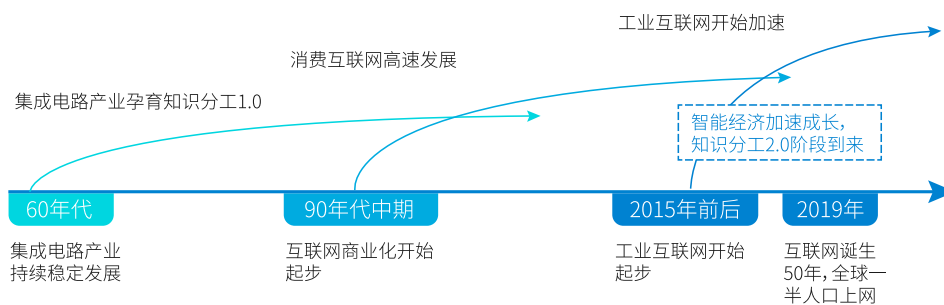 工业互联网开始加速
消费互联网高速发展
集成电路产业孕育知识分工1.0
智能经济加速成长，
知识分工2.0阶段到来
60年代
90年代中期
2015年前后
2019年
集成电路产业
持续稳定发展
互联网商业化开始
起步
工业互联网开始
起步
互联网诞生
50年，全球一
半人口上网